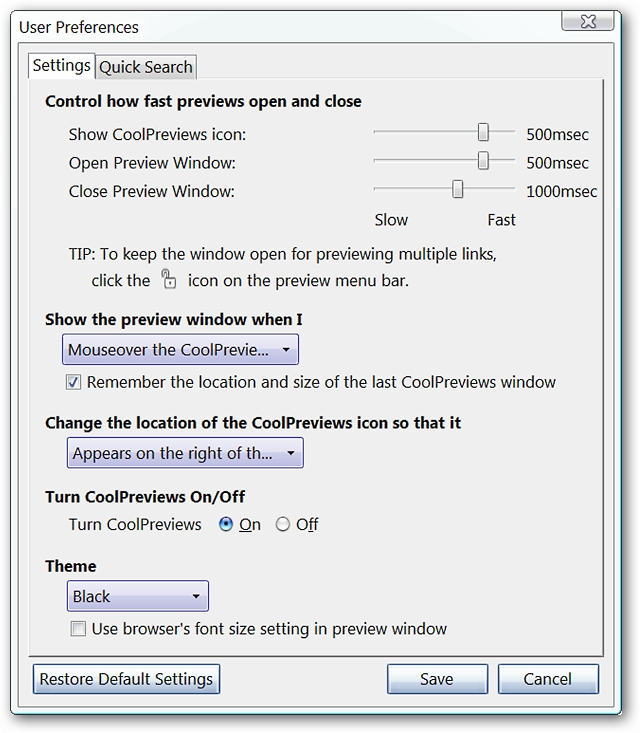 User Preferences
Settings
Quick Search
Control how fast previews open and close
Show CoolPreviews icon: 500msec
Open Preview Window: 500msec
Close Preview Window: 1000msec
Slow Fast
TIP: To keep the window open for previewing multiple links,
click the icon on the preview menu bar.
Show the preview window when I
Mouseover the CoolPrevie...
Remember the location and size of the last CoolPreviews window
Change the location of the CoolPreviews icon so that it
Appears on the right of th...
Turn CoolPreviews On/Off
Turn CoolPreviews On Off
Theme
Black
Use browser's font size setting in preview window
Restore Default Settings Save Cancel